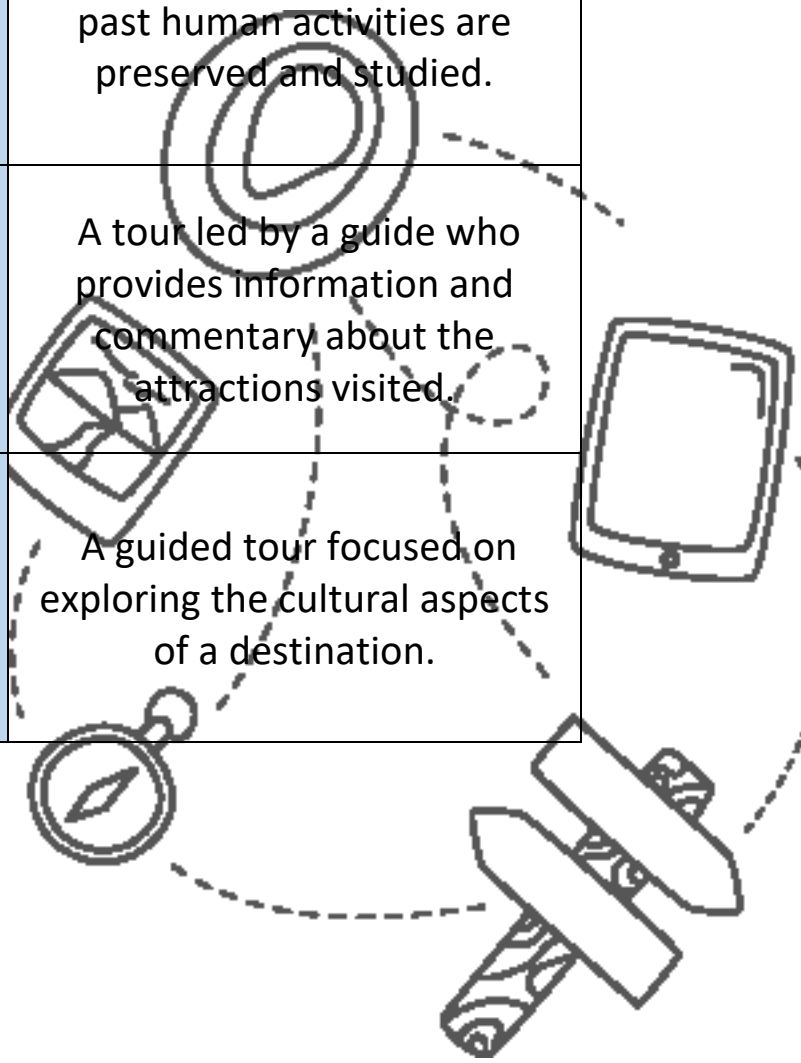 past human activities are
preserved and studied.
A tour led by a guide who
provides information and
commentary about the
attractions visited.
A guided tour focused on
exploring the cultural aspects
of a destination.